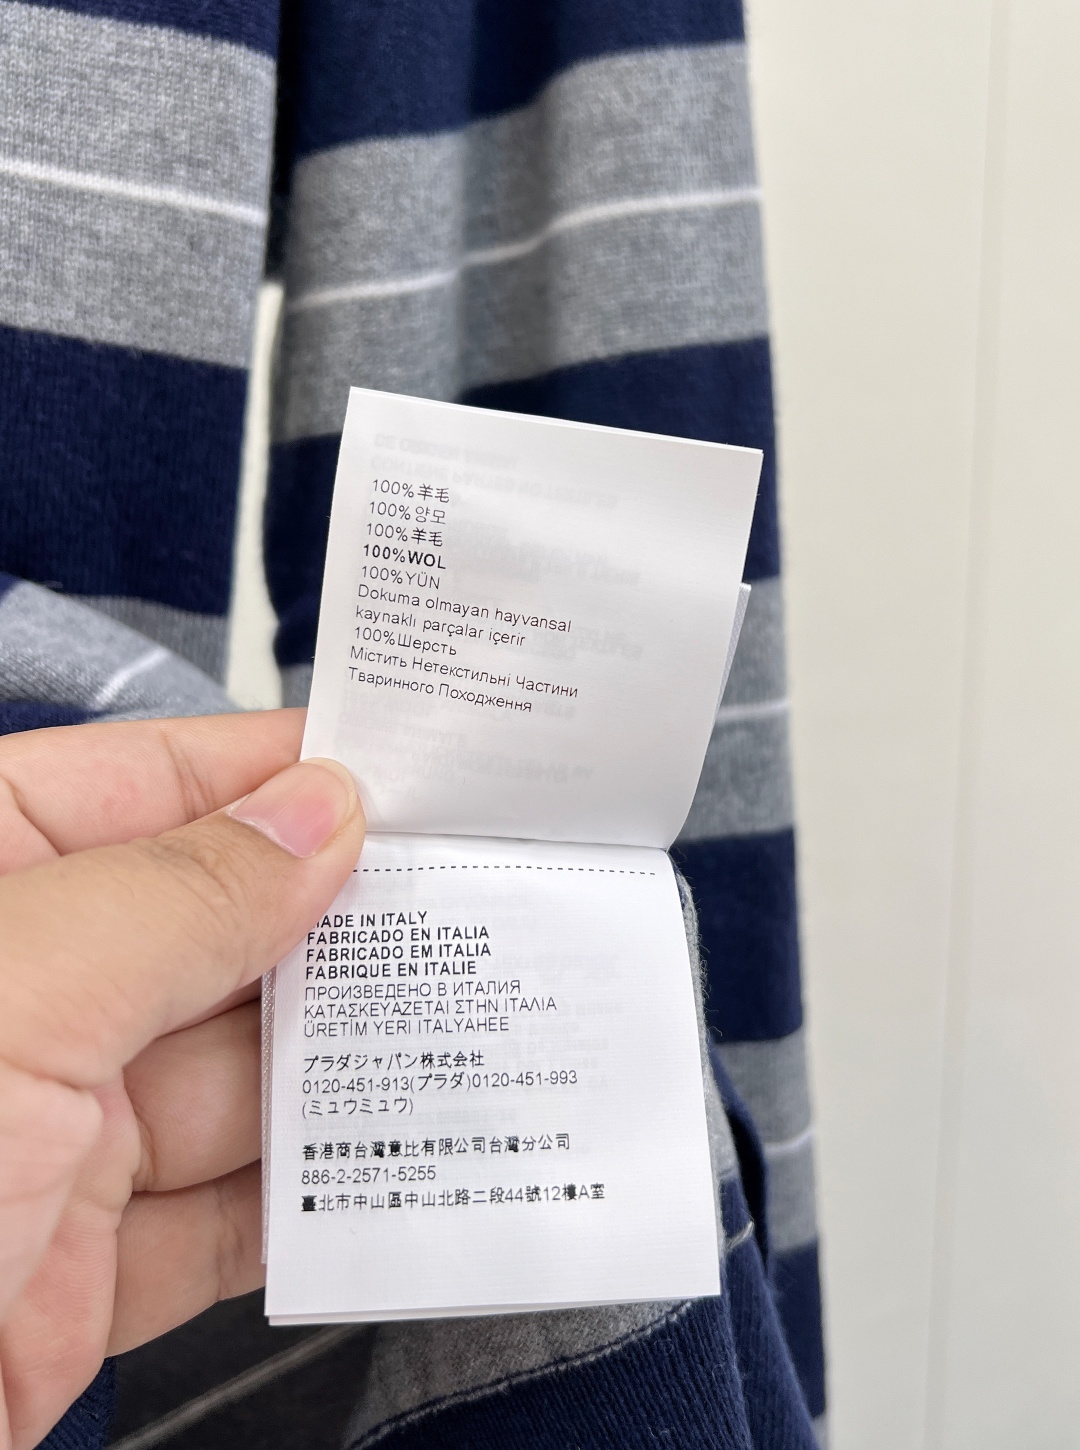 100%羊毛
100%양모
100%羊毛
100%WOL
100%YÜN
Dokuma olmayan hayvansal
kaynaklı parçalar içerir
100%Шерсть
Містить Нетекстильні Частини
Тваринного Походження
MADE IN ITALY
FABRICADO EN ITALIA
FABRICADO EM ITALIA
FABRIQUE EN ITALIE
ПРОИЗВЕДЕНО В ИТАЛИЯ
ΚΑΤΑΣΚΕΥΑΖΕΤΑΙ ΣΤΗΝ ΙΤΑΛΙΑ
ÜRETİM YERI ITALYAHEE
プラダジャパン株式会社
0120-451-913(プラダ)0120-451-993
(ミュウミュウ)
香港商台灣意比有限公司台灣分公司
886-2-2571-5255
臺北市中山區中山北路二段44號12樓A室